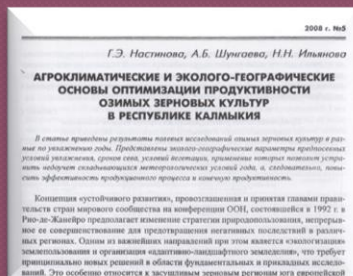 2008 г. №5
Г.Э. Настинова, А.Б. Шунгаева, Н.Н. Ильянова
АГРОКЛИМАТИЧЕСКИЕ И ЭКОЛОГО-ГЕОГРАФИЧЕСКИЕ
ОСНОВЫ ОПТИМИЗАЦИИ ПРОДУКТИВНОСТИ
ОЗИМЫХ ЗЕРНОВЫХ КУЛЬТУР
В РЕСПУБЛИКЕ КАЛМЫКИЯ
В статье приведены результаты полевых исследований озимых зерновых культур в раз-
ные по увлажнению годы. Представлены эколого-географические параметры предпосевных
условий увлажнения, сроков сева, условий вегетации, применение которых позволит устра-
нить недоучет складывающихся метеорологических условий года, а, следовательно, повы-
сить эффективность продукционного процесса и конечную продуктивность.
Концепция «устойчивого развития», провозглашенная и принятая главами прави-
тельств стран мирового сообщества на конференции ООН, состоявшейся в 1992 г. в
Рио-де-Жанейро предполагает изменение стратегии природопользования, непрерыв-
ное ее совершенствование для предотвращения негативных последствий в различ-
ных регионах. Одним из важнейших направлений при этом является «экологизация»
землепользования и организация «адаптивно-ландшафтного земледелия», что требует
принципиально новых решений в области фундаментальных и прикладных исследо-
ваний. Это особенно относится к засушливым зерновым регионам юга европейской